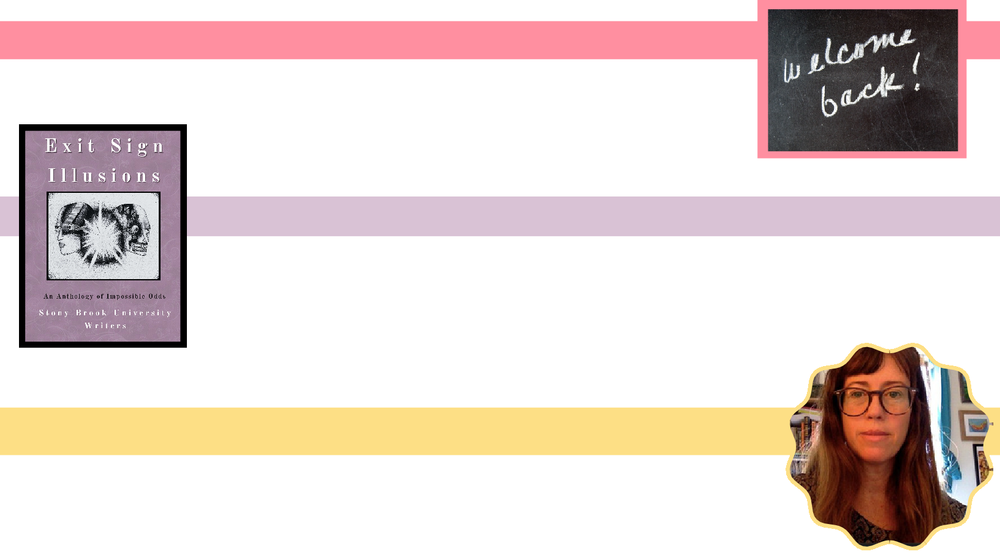 welcome
back!
Exit Sign
Illusions
An Anthology of Impossible Odds
Stony Brook University
Writers